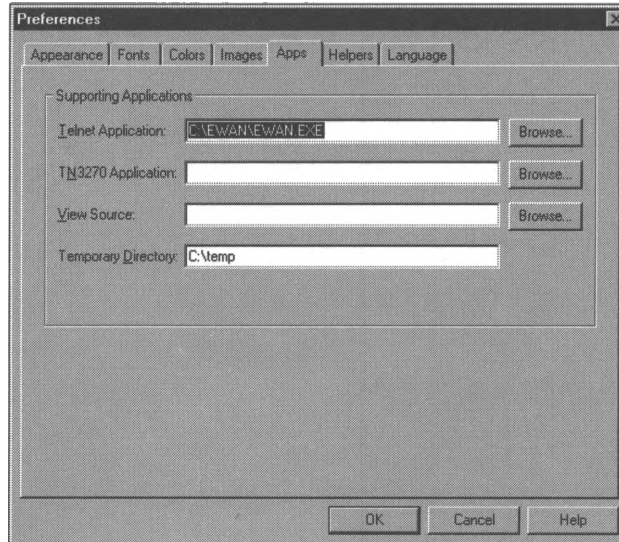 Preferences
Appearance Fonts Colors Images Apps Helpers Language
Supporting Applications
Telnet Application: C:\EWAN\EWAN.EXE Browse...
TN3270 Application: Browse...
View Source: Browse...
Temporary Directory: C:\temp
OK Cancel Help